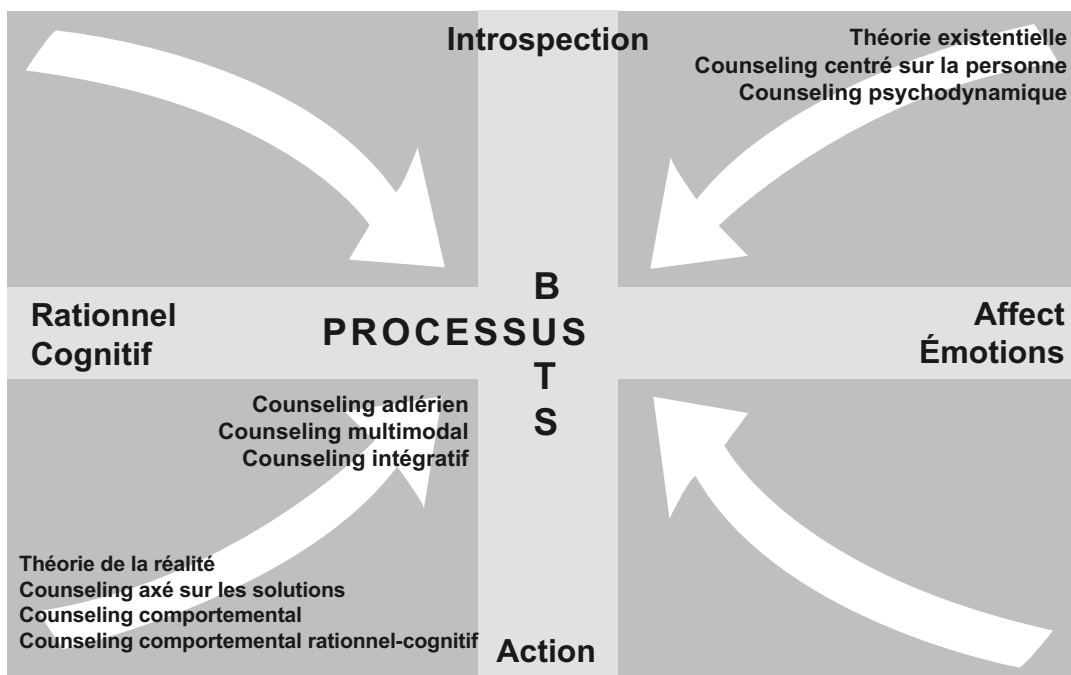 Introspection
Théorie existentielle
Counseling centré sur la personne
Counseling psychodynamique
Rationnel
Cognitif
PROCESSUS
BUTS
Affect
Émotions
Counseling adlérien
Counseling multimodal
Counseling intégratif
Théorie de la réalité
Counseling axé sur les solutions
Counseling comportemental
Counseling comportemental rationnel-cognitif
Action